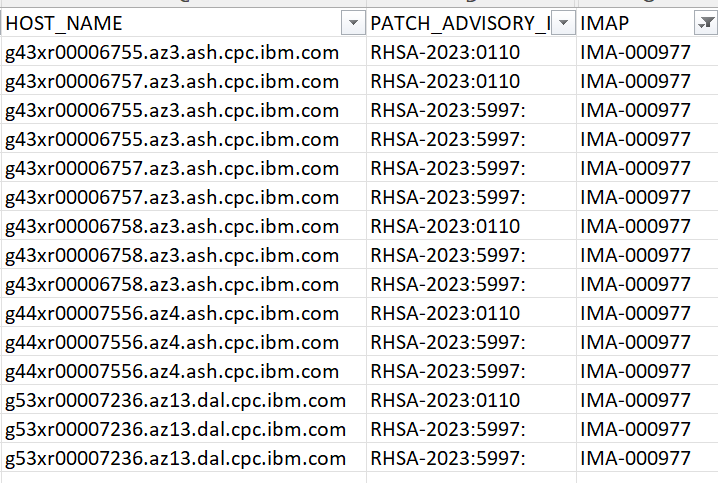 HOST_NAME PATCH_ADVISORY_I IMAP
g43xr00006755.az3.ash.cpc.ibm.com RHSA-2023:0110 IMA-000977
g43xr00006757.az3.ash.cpc.ibm.com RHSA-2023:0110 IMA-000977
g43xr00006755.az3.ash.cpc.ibm.com RHSA-2023:5997: IMA-000977
g43xr00006755.az3.ash.cpc.ibm.com RHSA-2023:5997: IMA-000977
g43xr00006757.az3.ash.cpc.ibm.com RHSA-2023:5997: IMA-000977
g43xr00006757.az3.ash.cpc.ibm.com RHSA-2023:5997: IMA-000977
g43xr00006758.az3.ash.cpc.ibm.com RHSA-2023:0110 IMA-000977
g43xr00006758.az3.ash.cpc.ibm.com RHSA-2023:5997: IMA-000977
g43xr00006758.az3.ash.cpc.ibm.com RHSA-2023:5997: IMA-000977
g44xr00007556.az4.ash.cpc.ibm.com RHSA-2023:0110 IMA-000977
g44xr00007556.az4.ash.cpc.ibm.com RHSA-2023:5997: IMA-000977
g44xr00007556.az4.ash.cpc.ibm.com RHSA-2023:5997: IMA-000977
g53xr00007236.az13.dal.cpc.ibm.com RHSA-2023:0110 IMA-000977
g53xr00007236.az13.dal.cpc.ibm.com RHSA-2023:5997: IMA-000977
g53xr00007236.az13.dal.cpc.ibm.com RHSA-2023:5997: IMA-000977